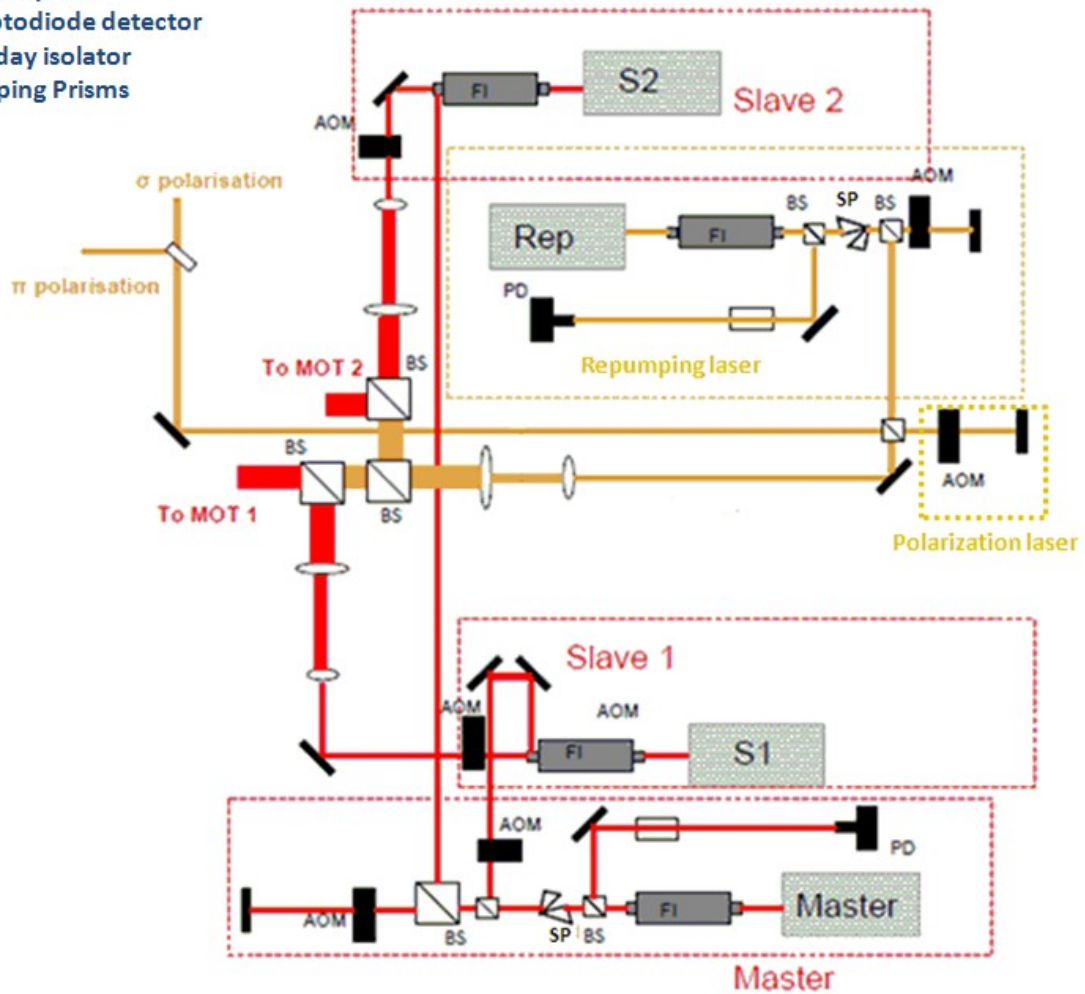 todiode detector
day isolator
ping Prisms
S2
FI
Slave 2
AOM
σ polarisation
π polarisation
AOM
BS
SP
BS
Rep
FI
PD
Repumping laser
To MOT 2
BS
BS
To MOT 1
BS
AOM
Polarization laser
Slave 1
AOM
AOM
FI
S1
AOM
PD
AOM
BS
SP
BS
FI
Master
Master